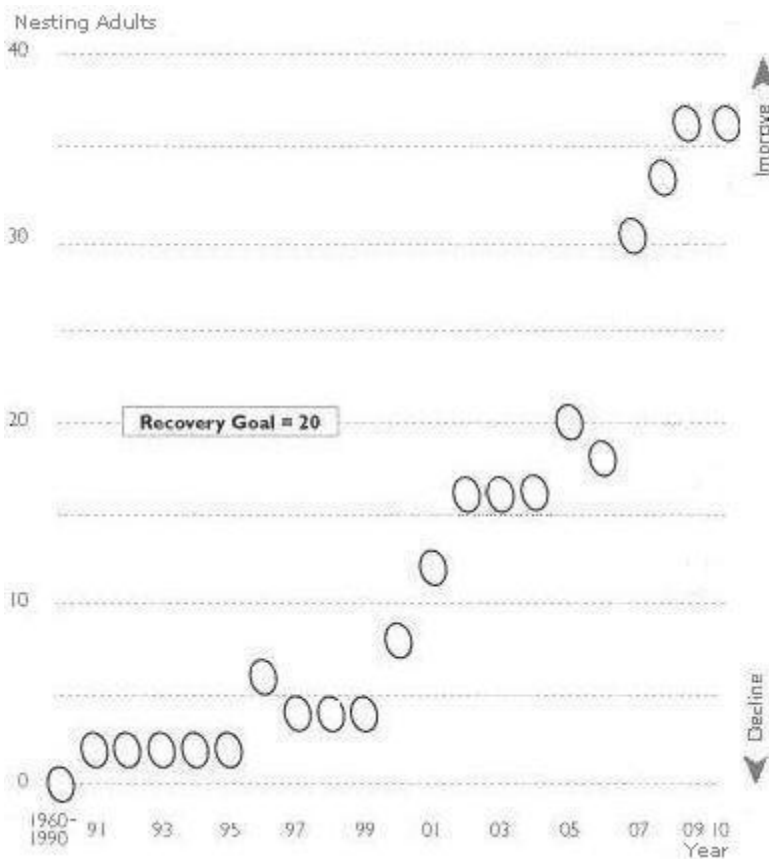 Nesting Adults
40
Improve
30
20
Recovery Goal = 20
10
Decline
0
1960-
1990
91 93 95 97 99 01 03 05 07 09 10
Year